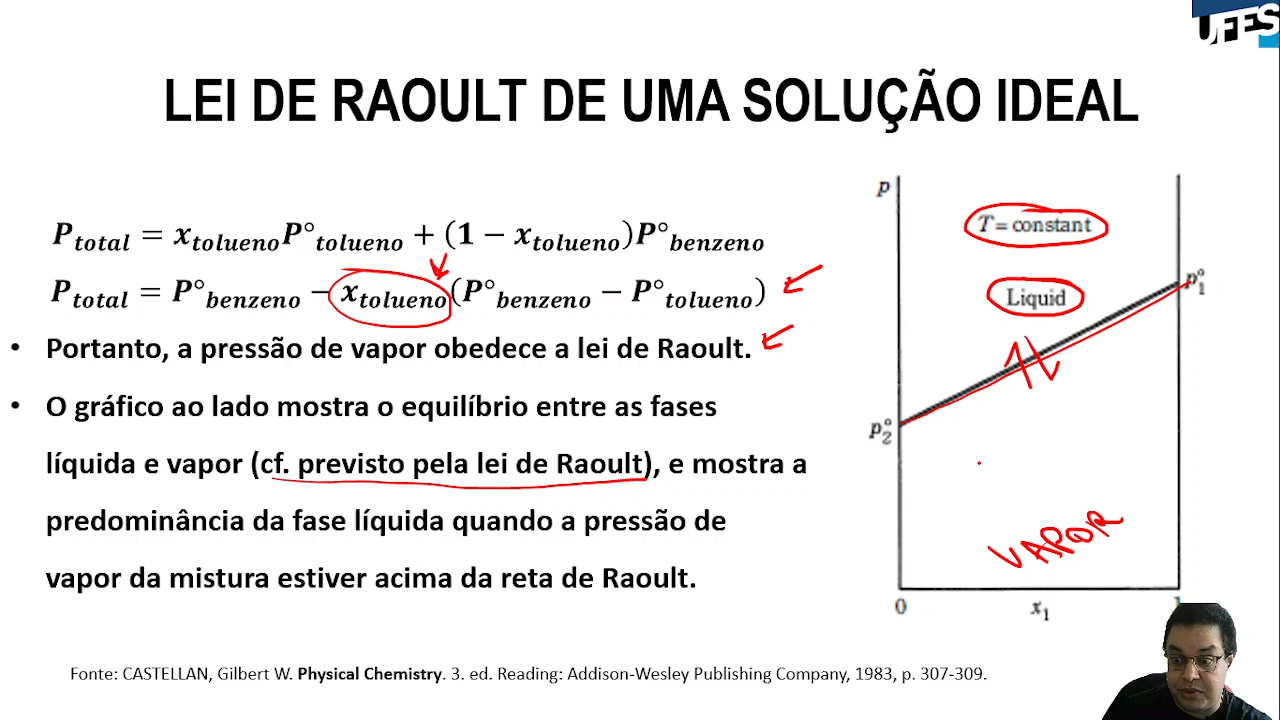 UFES
LEI DE RAOULT DE UMA SOLUÇÃO IDEAL
P_total = x_tolueno P°_tolueno + (1 − x_tolueno)P°_benzeno
P_total = P°_benzeno − x_tolueno(P°_benzeno − P°_tolueno)
• Portanto, a pressão de vapor obedece a lei de Raoult.
• O gráfico ao lado mostra o equilíbrio entre as fases
líquida e vapor (cf. previsto pela lei de Raoult), e mostra a
predominância da fase líquida quando a pressão de
vapor da mistura estiver acima da reta de Raoult.
p
T = constant
Liquid
p₁°
p₂°
VAPOR
0
x₁
1
Fonte: CASTELLAN, Gilbert W. Physical Chemistry. 3. ed. Reading: Addison-Wesley Publishing Company, 1983, p. 307-309.